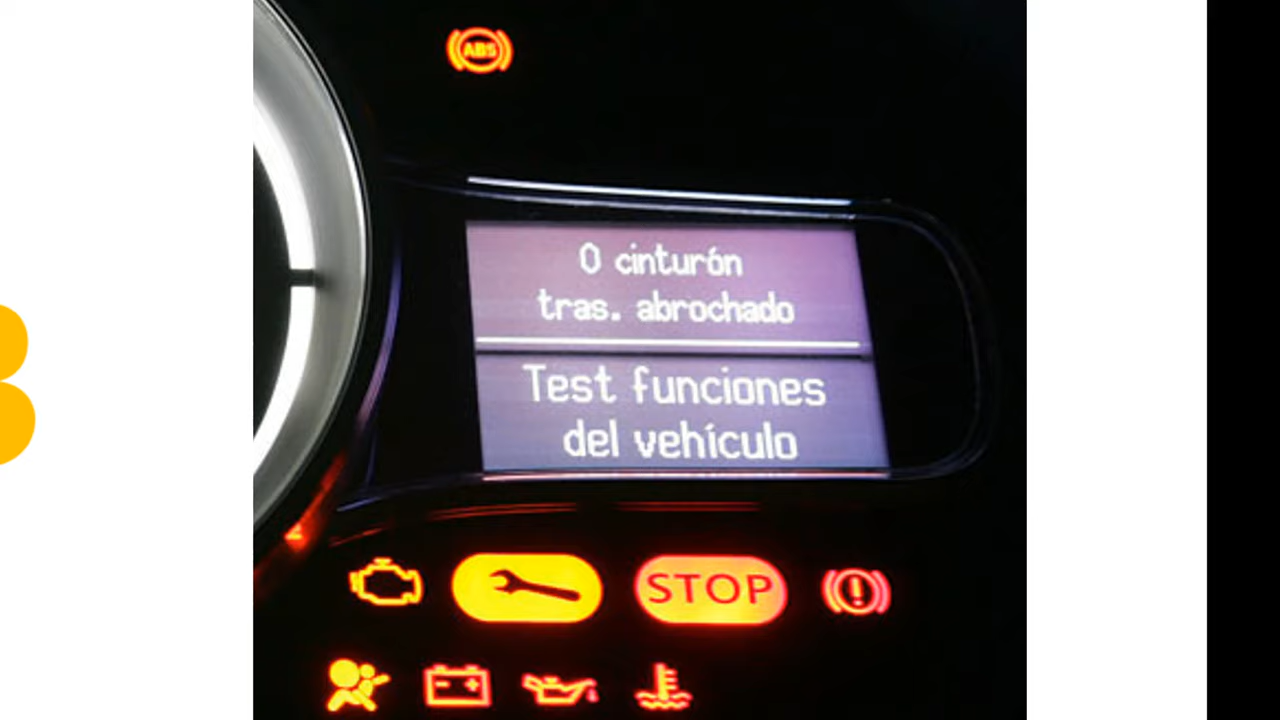 ABS
0 cinturón
tras. abrochado
Test funciones
del vehículo
STOP